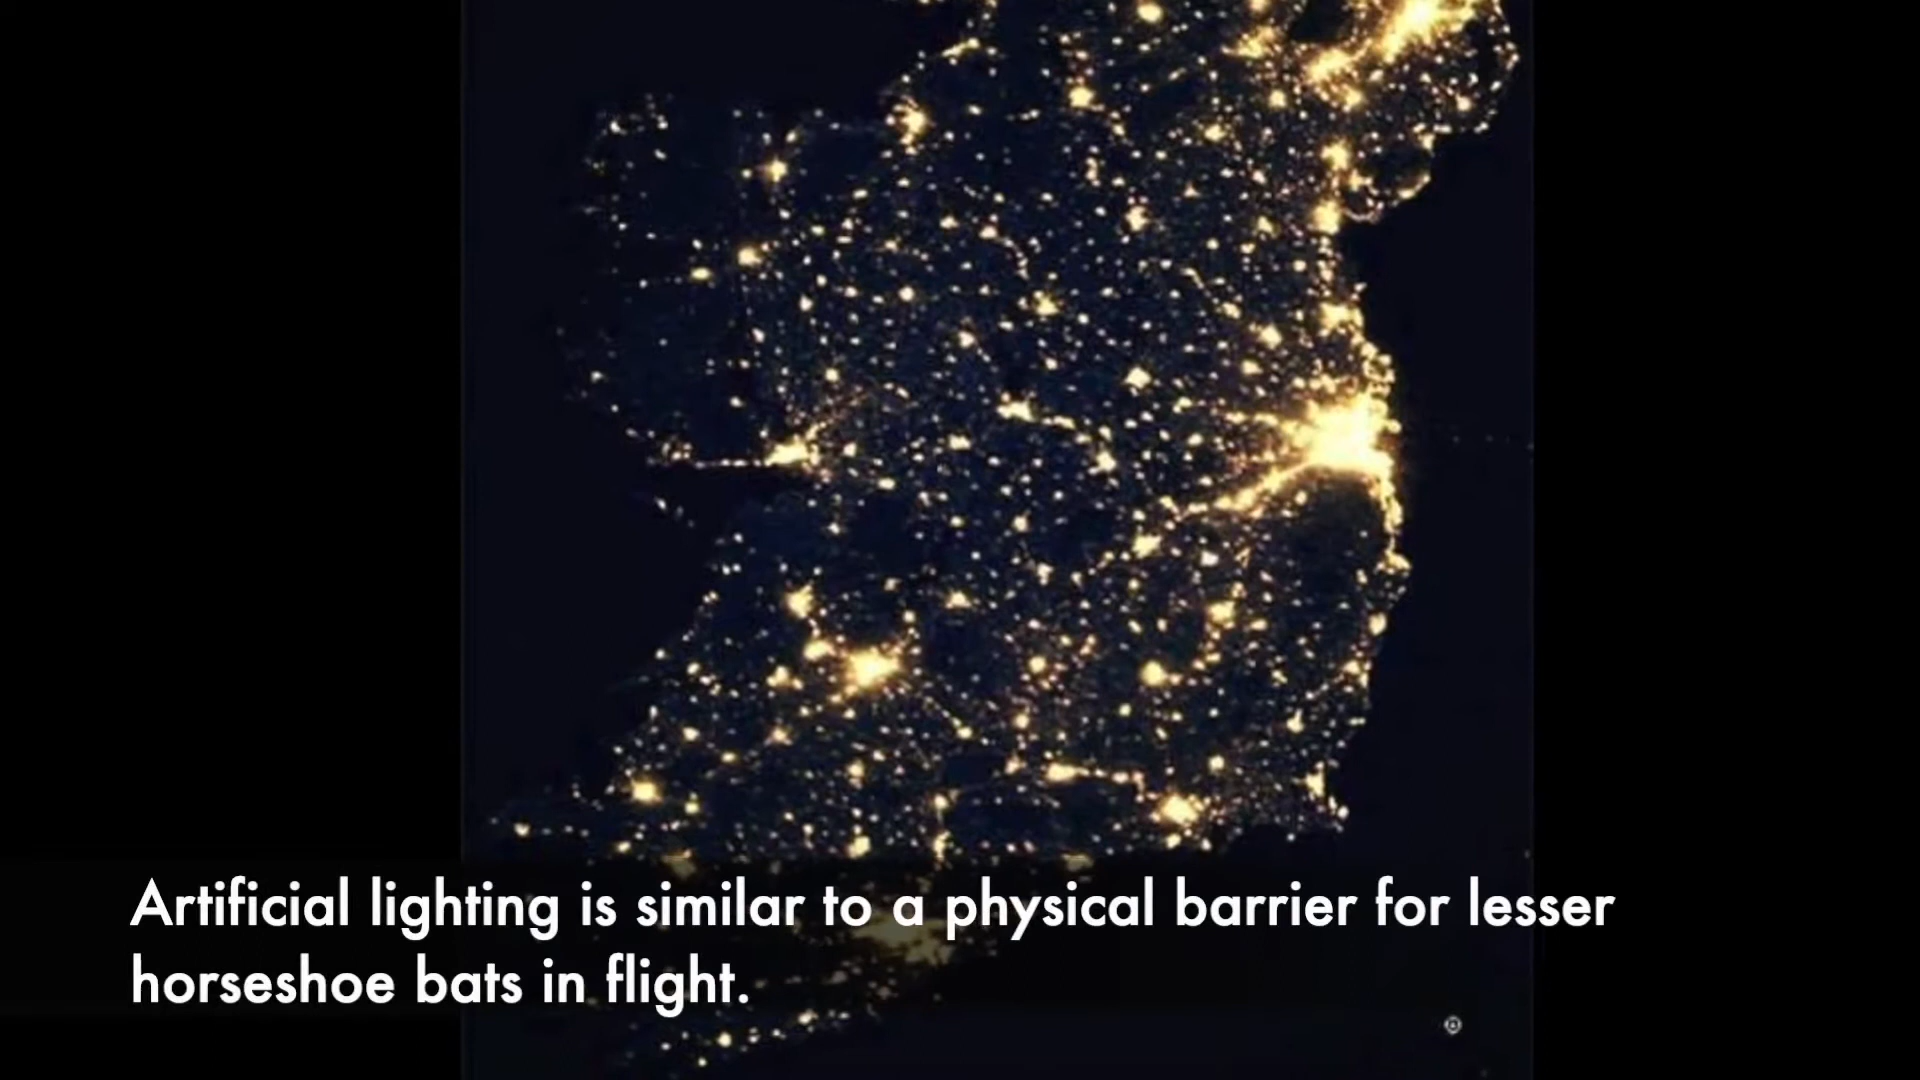 Artificial lighting is similar to a physical barrier for lesser
horseshoe bats in flight.